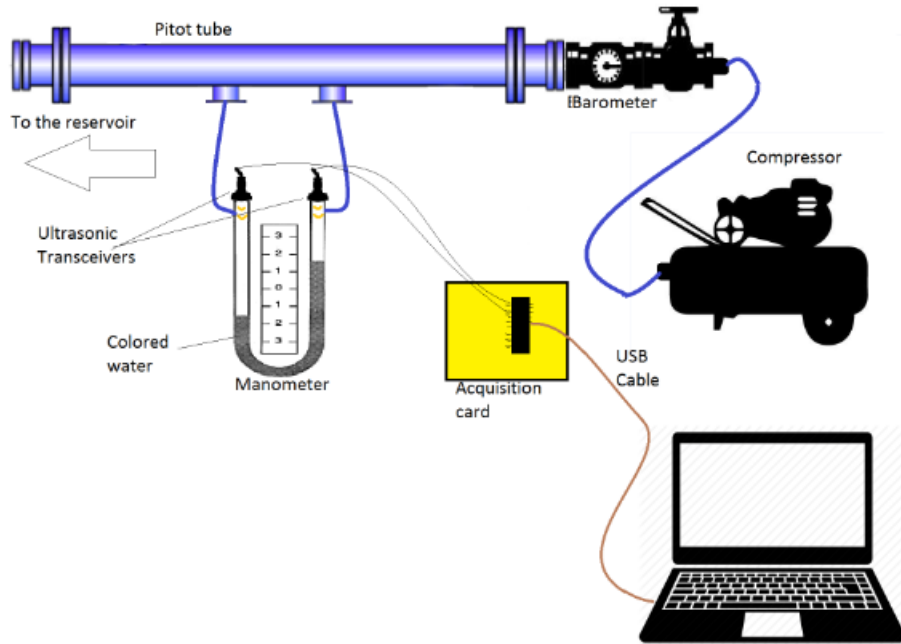 Pitot tube
IBarometer
To the reservoir
Compressor
Ultrasonic
Transceivers
3
2
1
0
1
2
3
Colored
water
Manometer
Acquisition
card
USB
Cable